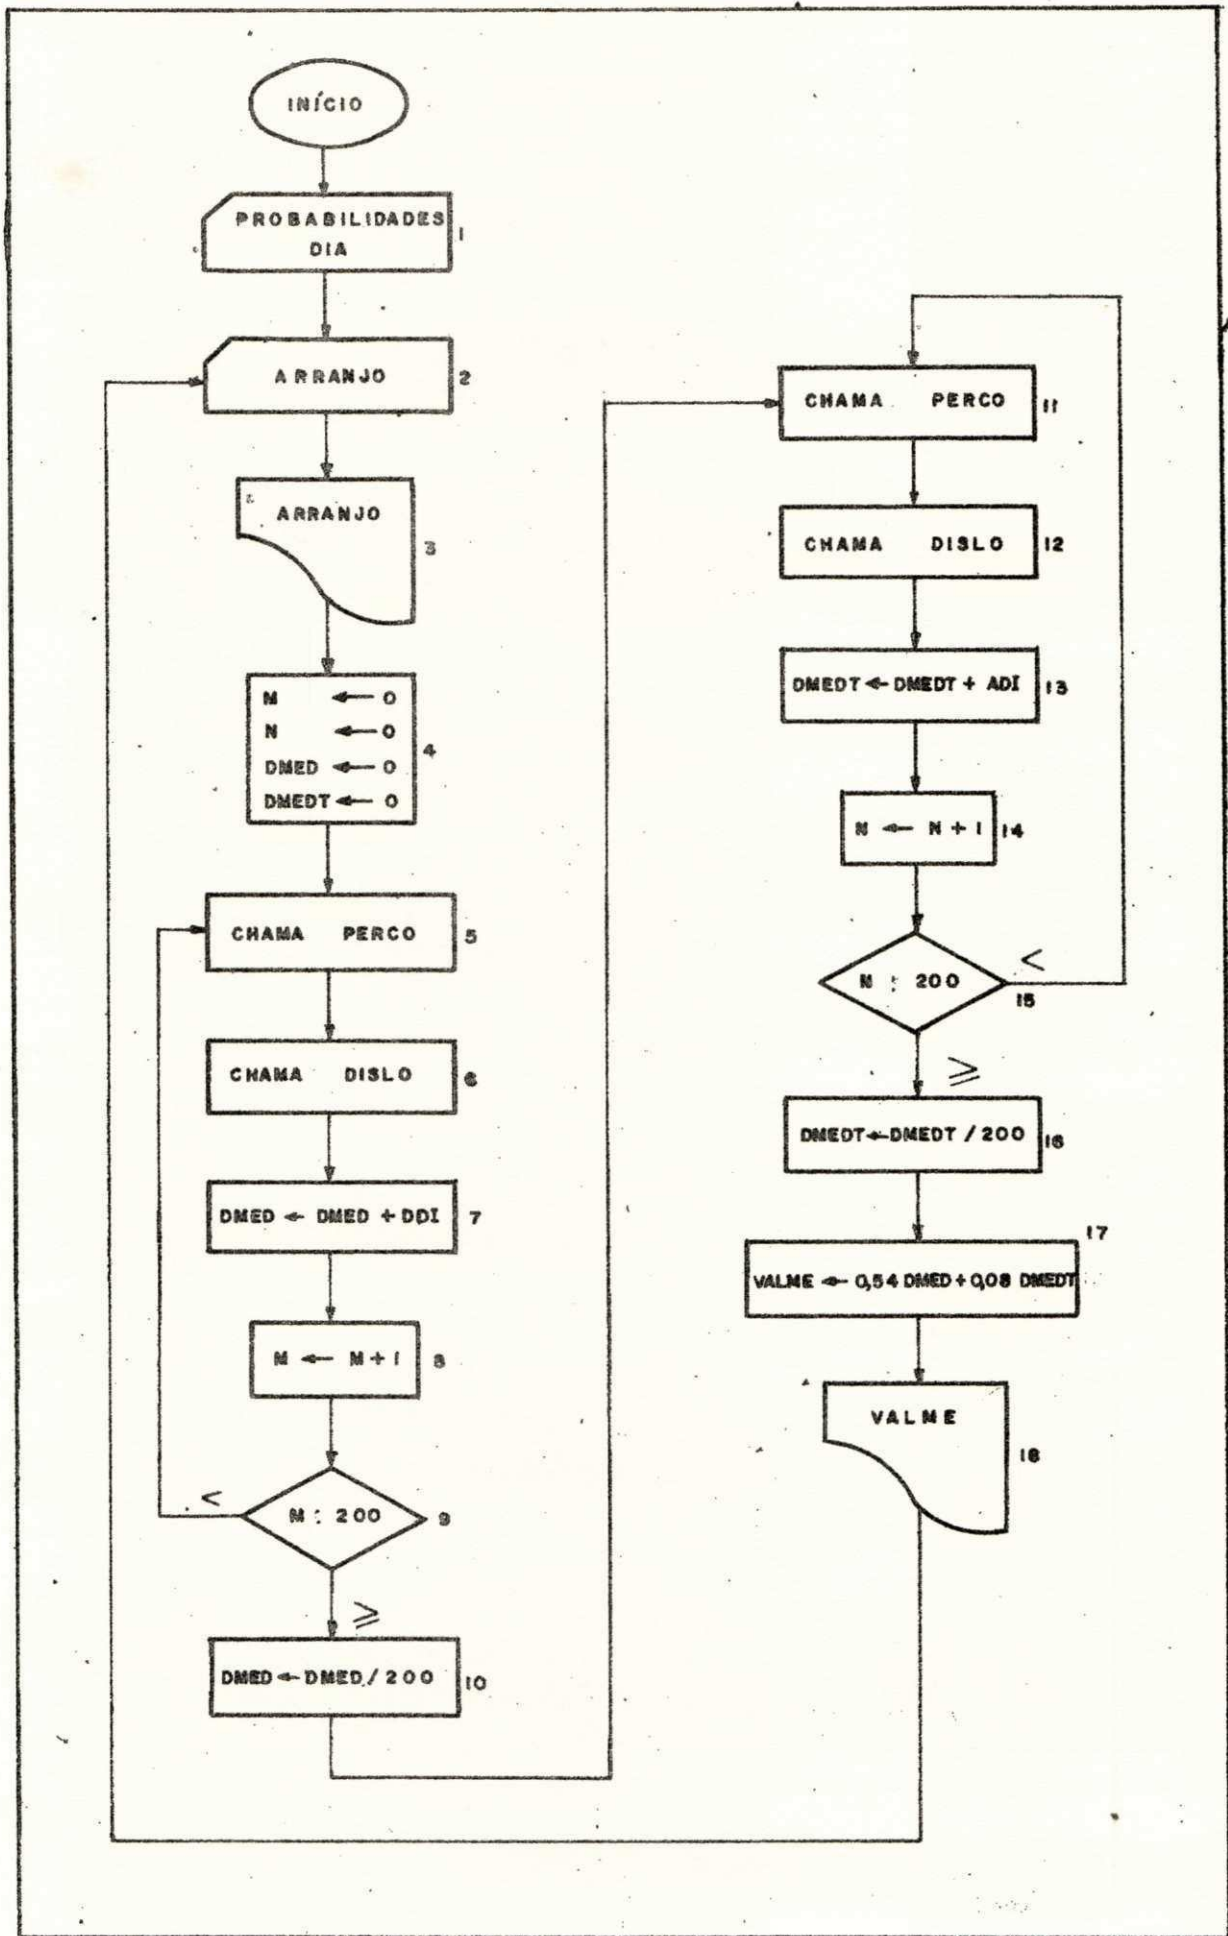 INÍCIO
PROBABILIDADES
DIA
1
ARRANJO
2
ARRANJO
3
M ← 0
N ← 0
DMED ← 0
DMEDT ← 0
4
CHAMA PERCO
5
CHAMA DISLO
6
DMED ← DMED + DDI
7
M ← M + 1
8
M : 200
9
<
≥
DMED ← DMED / 200
10
CHAMA PERCO
11
CHAMA DISLO
12
DMEDT ← DMEDT + ADI
13
N ← N + 1
14
N : 200
15
<
≥
DMEDT ← DMEDT / 200
16
17
VALME ← 0,54 DMED + 0,08 DMEDT
VALME
18